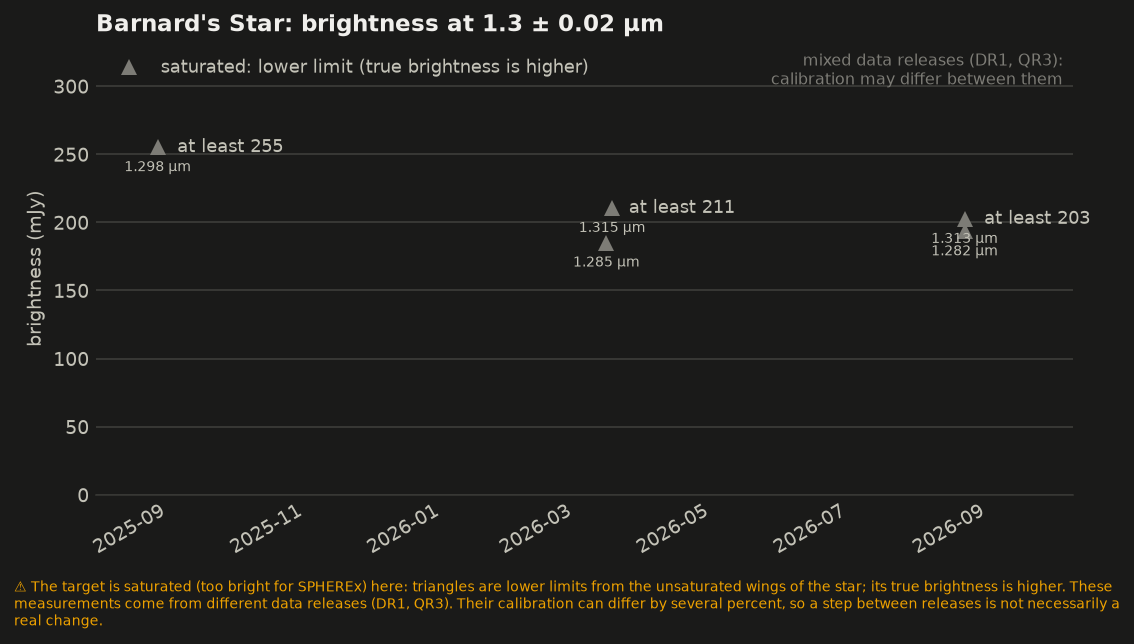 Barnard's Star: brightness at 1.3 ± 0.02 µm
▲ saturated: lower limit (true brightness is higher)
mixed data releases (DR1, QR3):
calibration may differ between them
brightness (mJy)
300
250
200
150
100
50
0
at least 255
1.298 µm
at least 211
1.315 µm
1.285 µm
at least 203
1.313 µm
1.282 µm
2025-09
2025-11
2026-01
2026-03
2026-05
2026-07
2026-09
⚠ The target is saturated (too bright for SPHEREx) here: triangles are lower limits from the unsaturated wings of the star; its true brightness is higher. These
measurements come from different data releases (DR1, QR3). Their calibration can differ by several percent, so a step between releases is not necessarily a
real change.